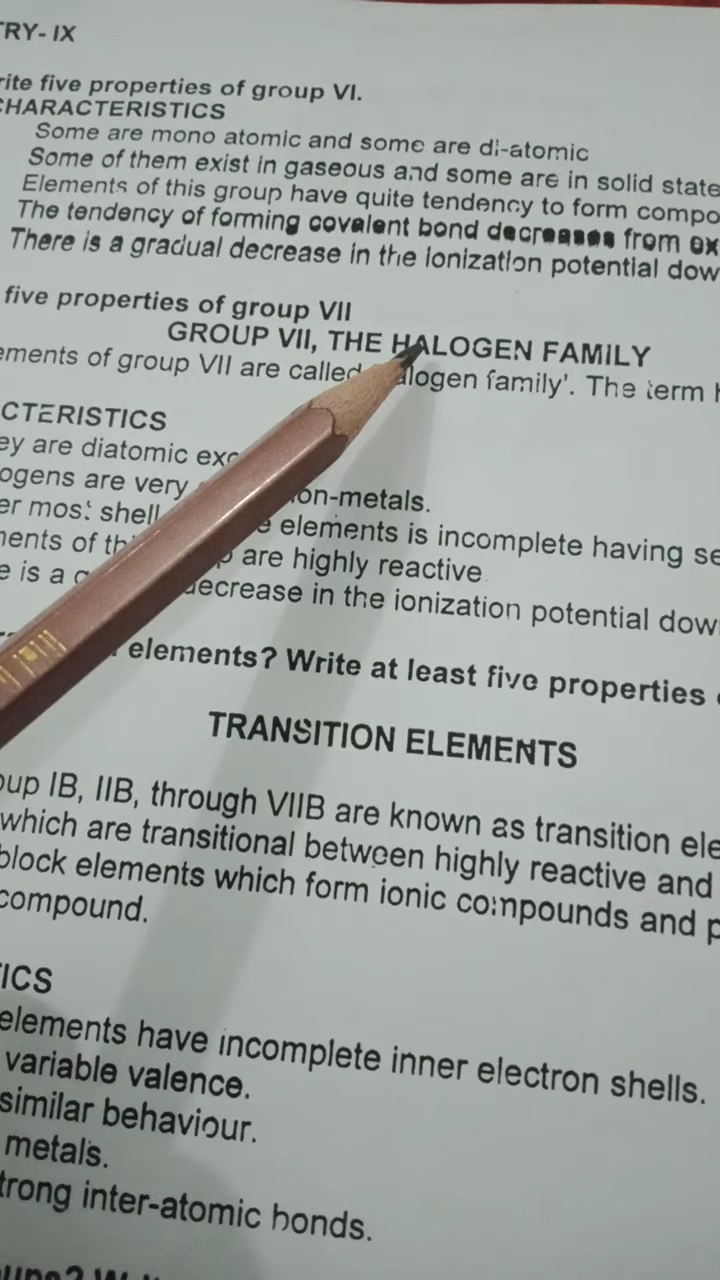 TRY- IX
rite five properties of group VI.
CHARACTERISTICS
Some are mono atomic and some are di-atomic
Some of them exist in gaseous and some are in solid state
Elements of this group have quite tendency to form compo
The tendency of forming covalent bond decreases from ox
There is a gradual decrease in the ionization potential dow
five properties of group VII
GROUP VII, THE HALOGEN FAMILY
ements of group VII are called alogen family'. The term h
CTERISTICS
ey are diatomic exc
ogens are very on-metals.
er most shell e elements is incomplete having se
nents of th p are highly reactive
e is a g decrease in the ionization potential dow
elements? Write at least five properties
TRANSITION ELEMENTS
oup IB, IIB, through VIIB are known as transition ele
which are transitional between highly reactive and
block elements which form ionic compounds and p
compound.
ICS
elements have incomplete inner electron shells.
variable valence.
similar behaviour.
metals.
trong inter-atomic bonds.